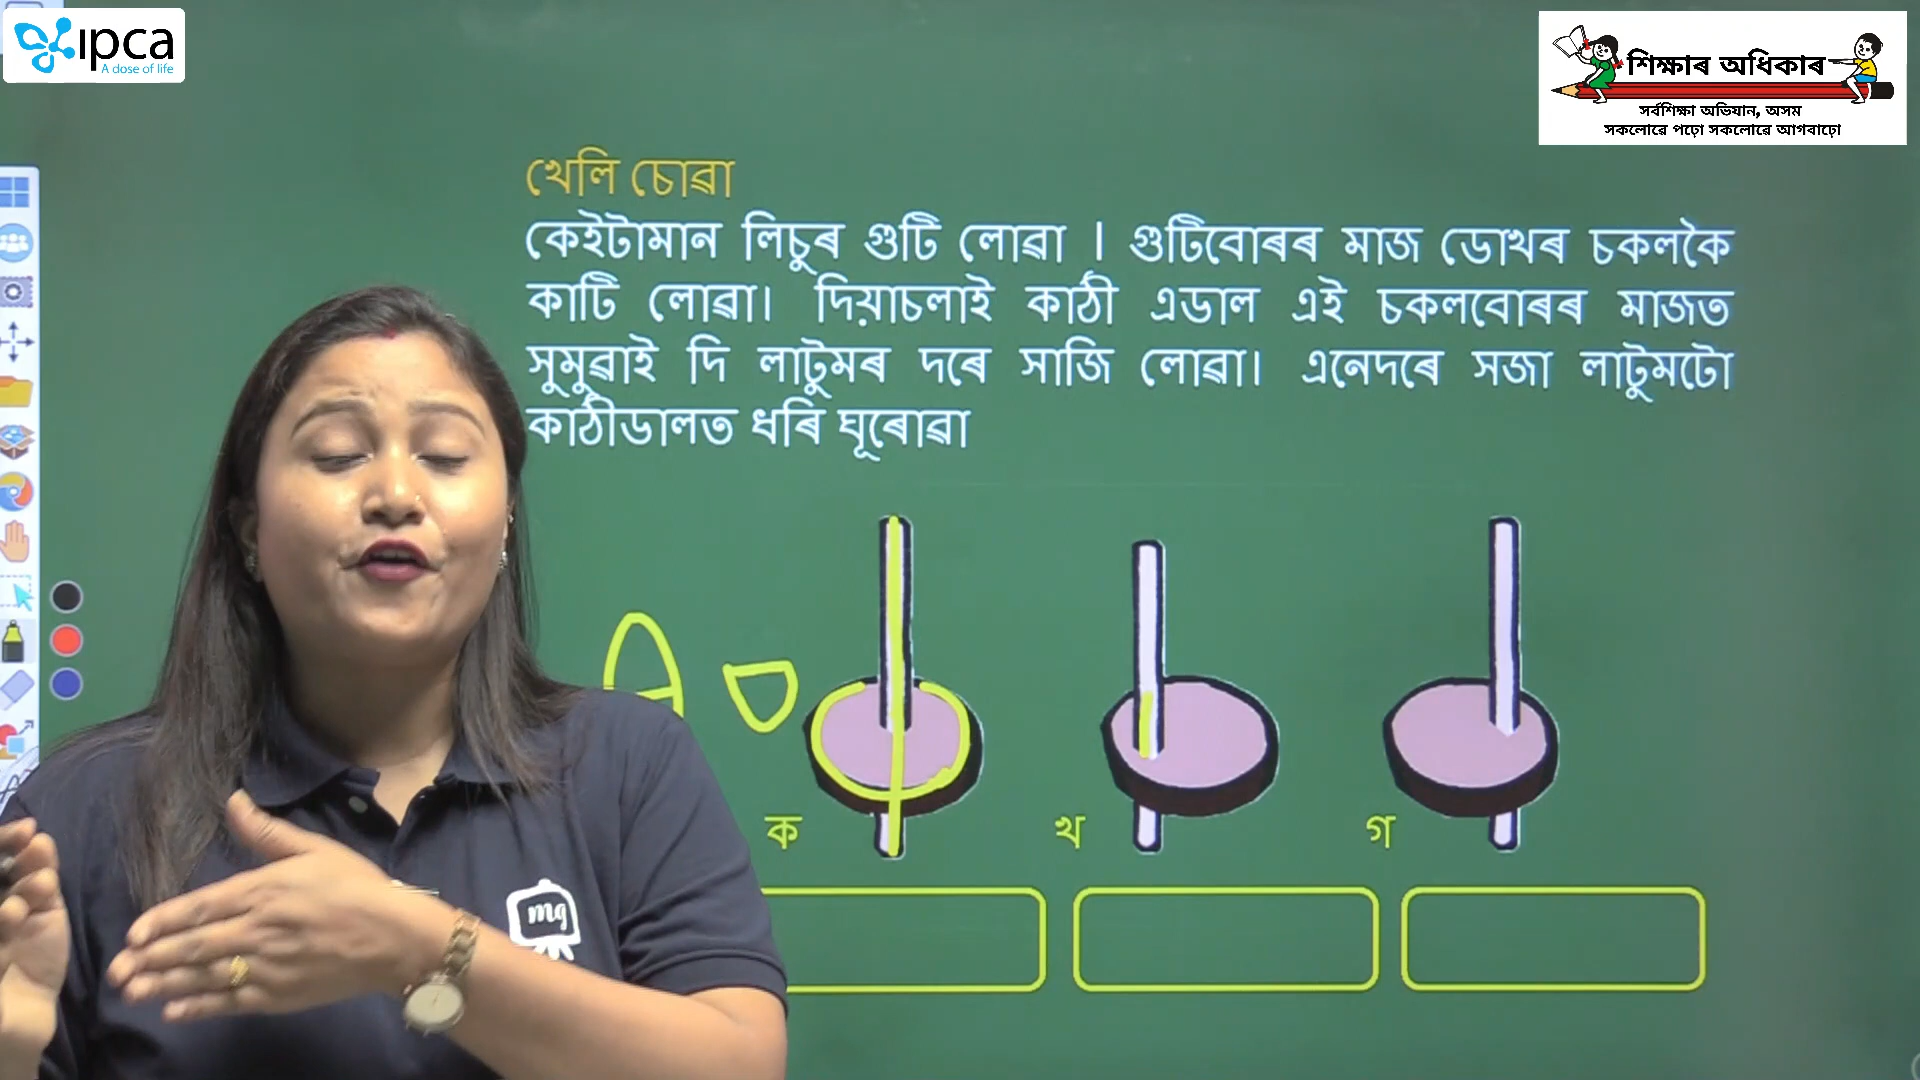 ipca
A dose of life
শিক্ষাৰ অধিকাৰ
সৰ্বশিক্ষা অভিযান, অসম
সকলোৱে পঢ়ো সকলোৱে আগবাঢ়ো
খেলি চোৱা
কেইটামান লিচুৰ গুটি লোৱা । গুটিবোৰৰ মাজ ডোখৰ চকলকৈ
কাটি লোৱা। দিয়াচলাই কাঠী এডাল এই চকলবোৰৰ মাজত
সুমুৱাই দি লাটুমৰ দৰে সাজি লোৱা। এনেদৰে সজা লাটুমটো
কাঠীডালত ধৰি ঘূৰোৱা
ক খ গ
mg